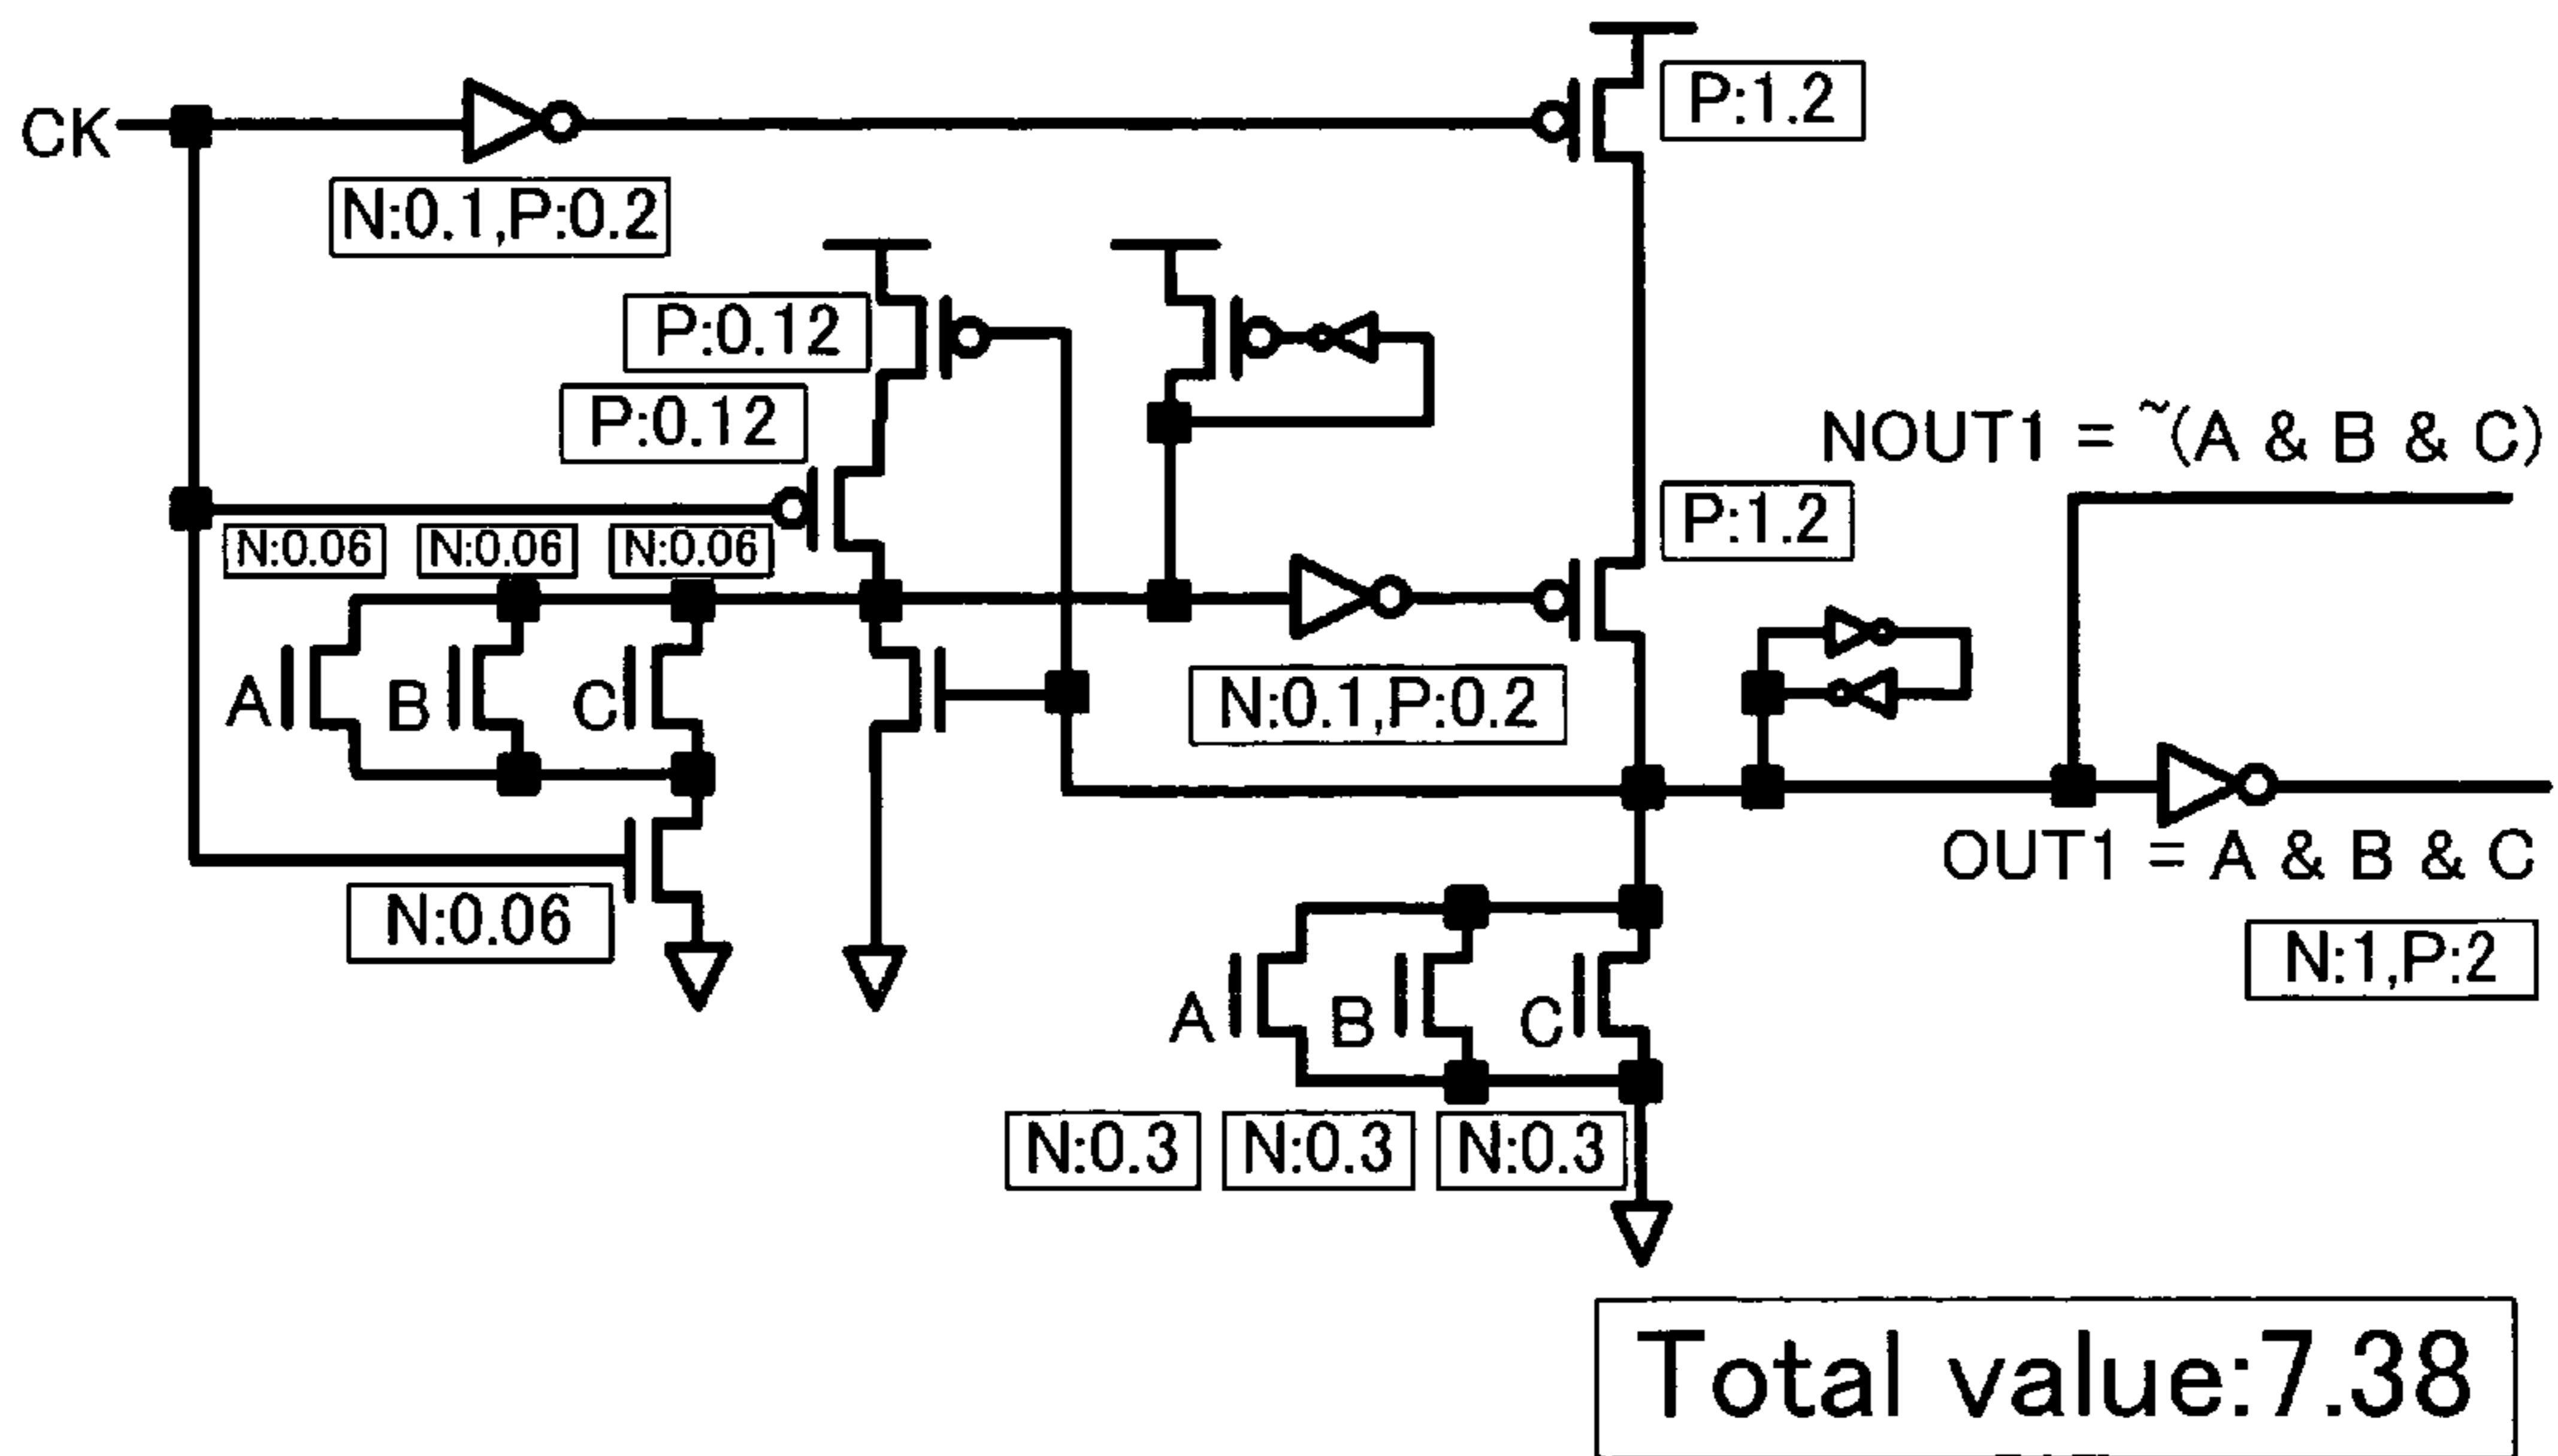 P:1.2
CK
N:0.1,P:0.2
P:0.12
P:0.12
NOUT1 = ~(A & B & C)
P:1.2
N:0.06 N:0.06 N:0.06
A B C
N:0.1,P:0.2
OUT1 = A & B & C
N:0.06
N:1,P:2
A B C
N:0.3 N:0.3 N:0.3
Total value:7.38